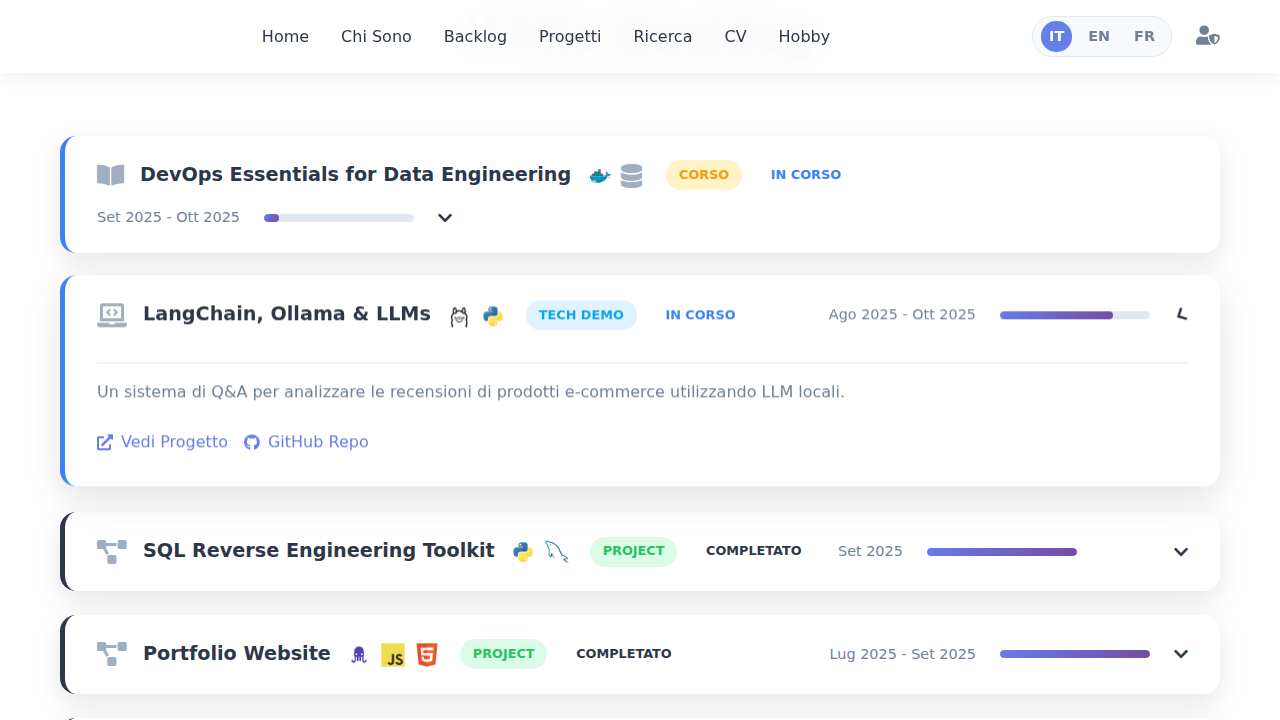 Home Chi Sono Backlog Progetti Ricerca CV Hobby IT EN FR
DevOps Essentials for Data Engineering CORSO IN CORSO
Set 2025 - Ott 2025
LangChain, Ollama & LLMs TECH DEMO IN CORSO Ago 2025 - Ott 2025
Un sistema di Q&A per analizzare le recensioni di prodotti e-commerce utilizzando LLM locali.
Vedi Progetto GitHub Repo
SQL Reverse Engineering Toolkit PROJECT COMPLETATO Set 2025
Portfolio Website JS PROJECT COMPLETATO Lug 2025 - Set 2025